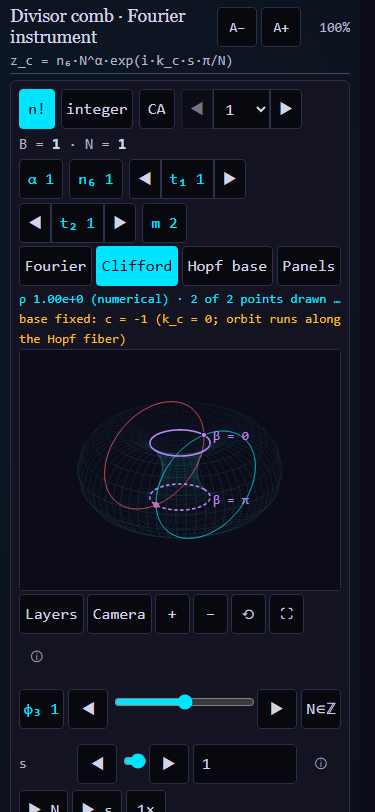 Divisor comb · Fourier
instrument
A− A+ 100%
z_c = n₆·N^α·exp(i·k_c·s·π/N)
n! integer CA ◀ 1 ▶
B = 1 · N = 1
α 1 n₆ 1 ◀ t₁ 1 ▶
◀ t₂ 1 ▶ m 2
Fourier Clifford Hopf base Panels
ρ 1.00e+0 (numerical) · 2 of 2 points drawn …
base fixed: c = -1 (k_c = 0; orbit runs along
the Hopf fiber)
β = 0
β = π
Layers Camera + − ⟲ ⛶
ⓘ
ϕ₃ 1 ◀ ▶ N∈ℤ
s ◀ ▶ 1 ⓘ
▶ N ▶ s 1x